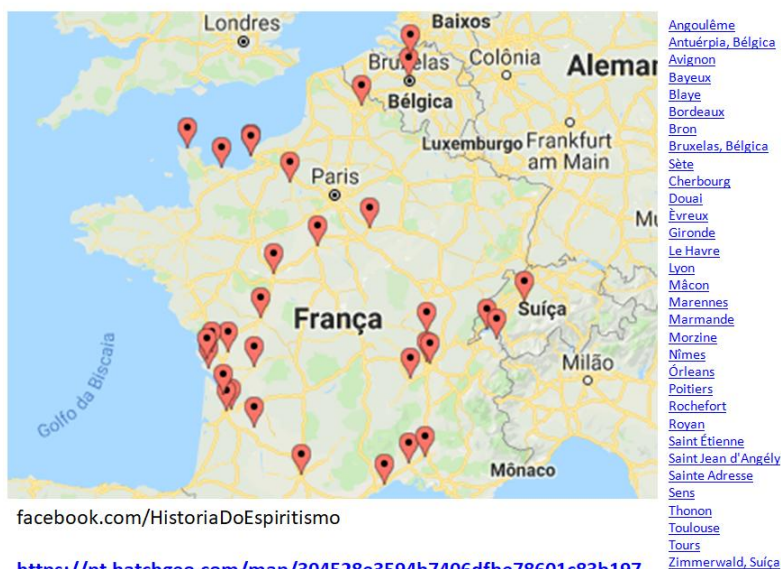 Londres
Baixos
Bruxelas
Colônia
Bélgica
Luxemburgo
Frankfurt
am Main
Paris
França
Suíça
Milão
Mônaco
Golfo da Biscaia
Angoulême
Antuérpia, Bélgica
Avignon
Bayeux
Blaye
Bordeaux
Bron
Bruxelas, Bélgica
Sète
Cherbourg
Douai
Èvreux
Gironde
Le Havre
Lyon
Mâcon
Marennes
Marmande
Morzine
Nîmes
Órleans
Poitiers
Rochefort
Royan
Saint Étienne
Saint Jean d'Angély
Sainte Adresse
Sens
Thonon
Toulouse
Tours
Zimmerwald, Suíça
facebook.com/HistoriaDoEspiritismo